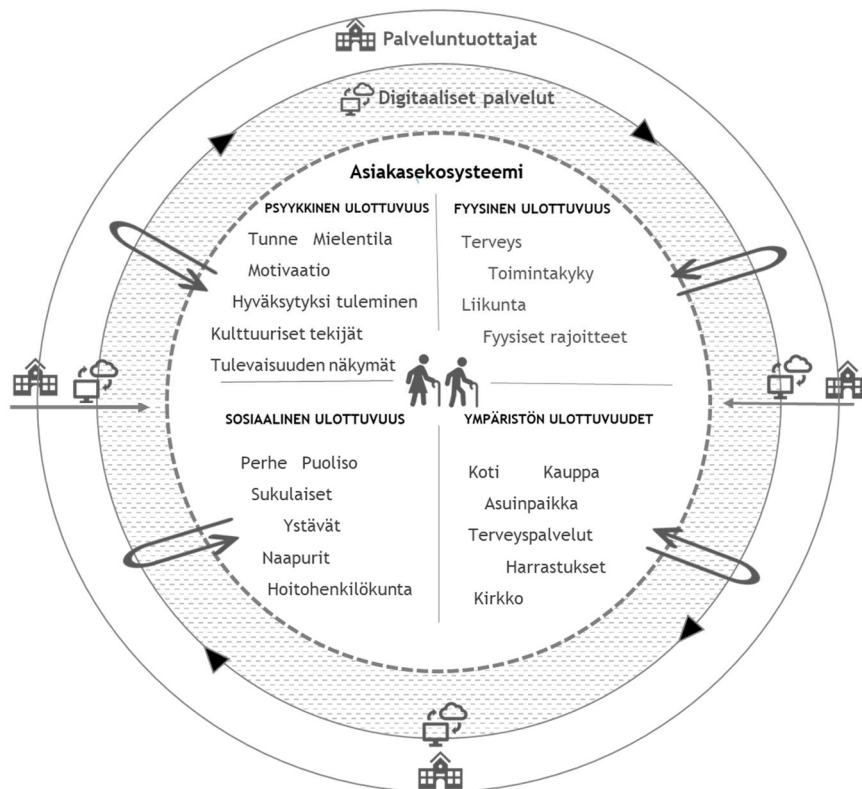 Palveluntuottajat
Digitaaliset palvelut
Asiakasekosysteemi
PSYYKKINEN ULOTTUVUUS
Tunne Mielentila
Motivaatio
Hyväksytyksi tuleminen
Kulttuuriset tekijät
Tulevaisuuden näkymät
FYYSINEN ULOTTUVUUS
Terveys
Toimintakyky
Liikunta
Fyysiset rajoitteet
SOSIAALINEN ULOTTUVUUS
Perhe Puoliso
Sukulaiset
Ystävät
Naapurit
Hoitohenkilökunta
YMPÄRISTÖN ULOTTUVUUDET
Koti Kauppa
Asuinpaikka
Terveyspalvelut
Harrastukset
Kirkko